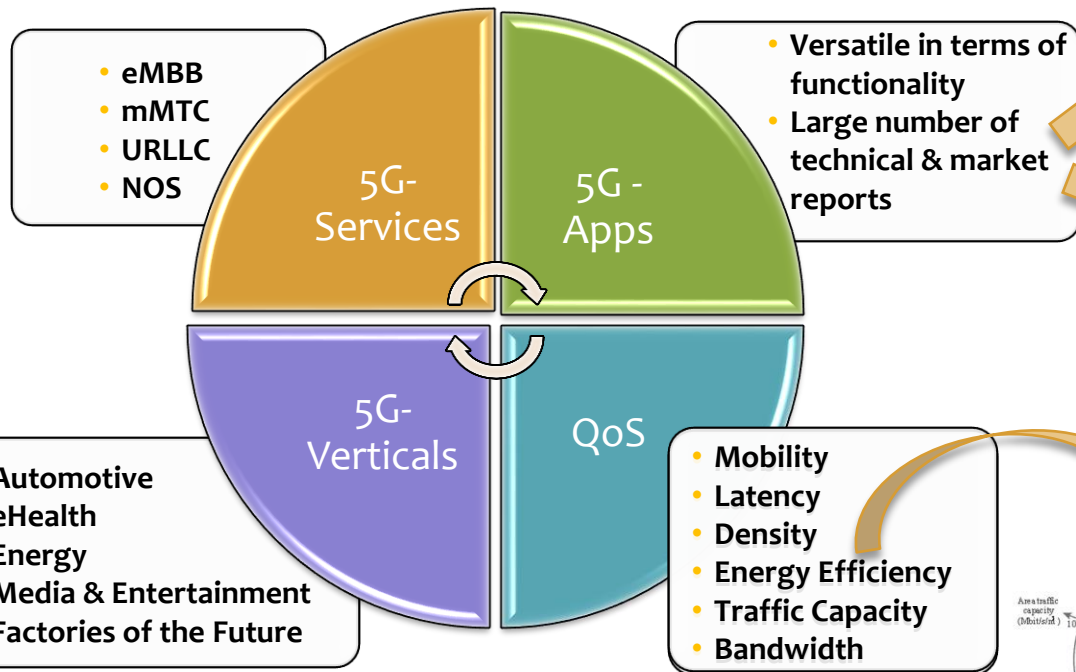 • eMBB
• mMTC
• URLLC
• NOS
5G-
Services
5G -
Apps
• Versatile in terms of
functionality
• Large number of
technical & market
reports
5G-
Verticals
QoS
Automotive
eHealth
Energy
Media & Entertainment
Factories of the Future
• Mobility
• Latency
• Density
• Energy Efficiency
• Traffic Capacity
• Bandwidth
Area traffic
capacity
(Mbit/s/m²) 10